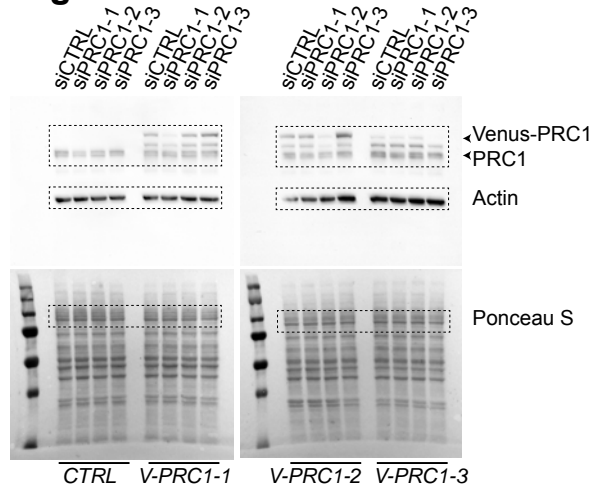 siCTRL siPRC1-1 siPRC1-2 siPRC1-3 siCTRL siPRC1-1 siPRC1-2 siPRC1-3 siCTRL siPRC1-1 siPRC1-2 siPRC1-3 siCTRL siPRC1-1 siPRC1-2 siPRC1-3
Venus-PRC1
PRC1
Actin
Ponceau S
CTRL V-PRC1-1 V-PRC1-2 V-PRC1-3